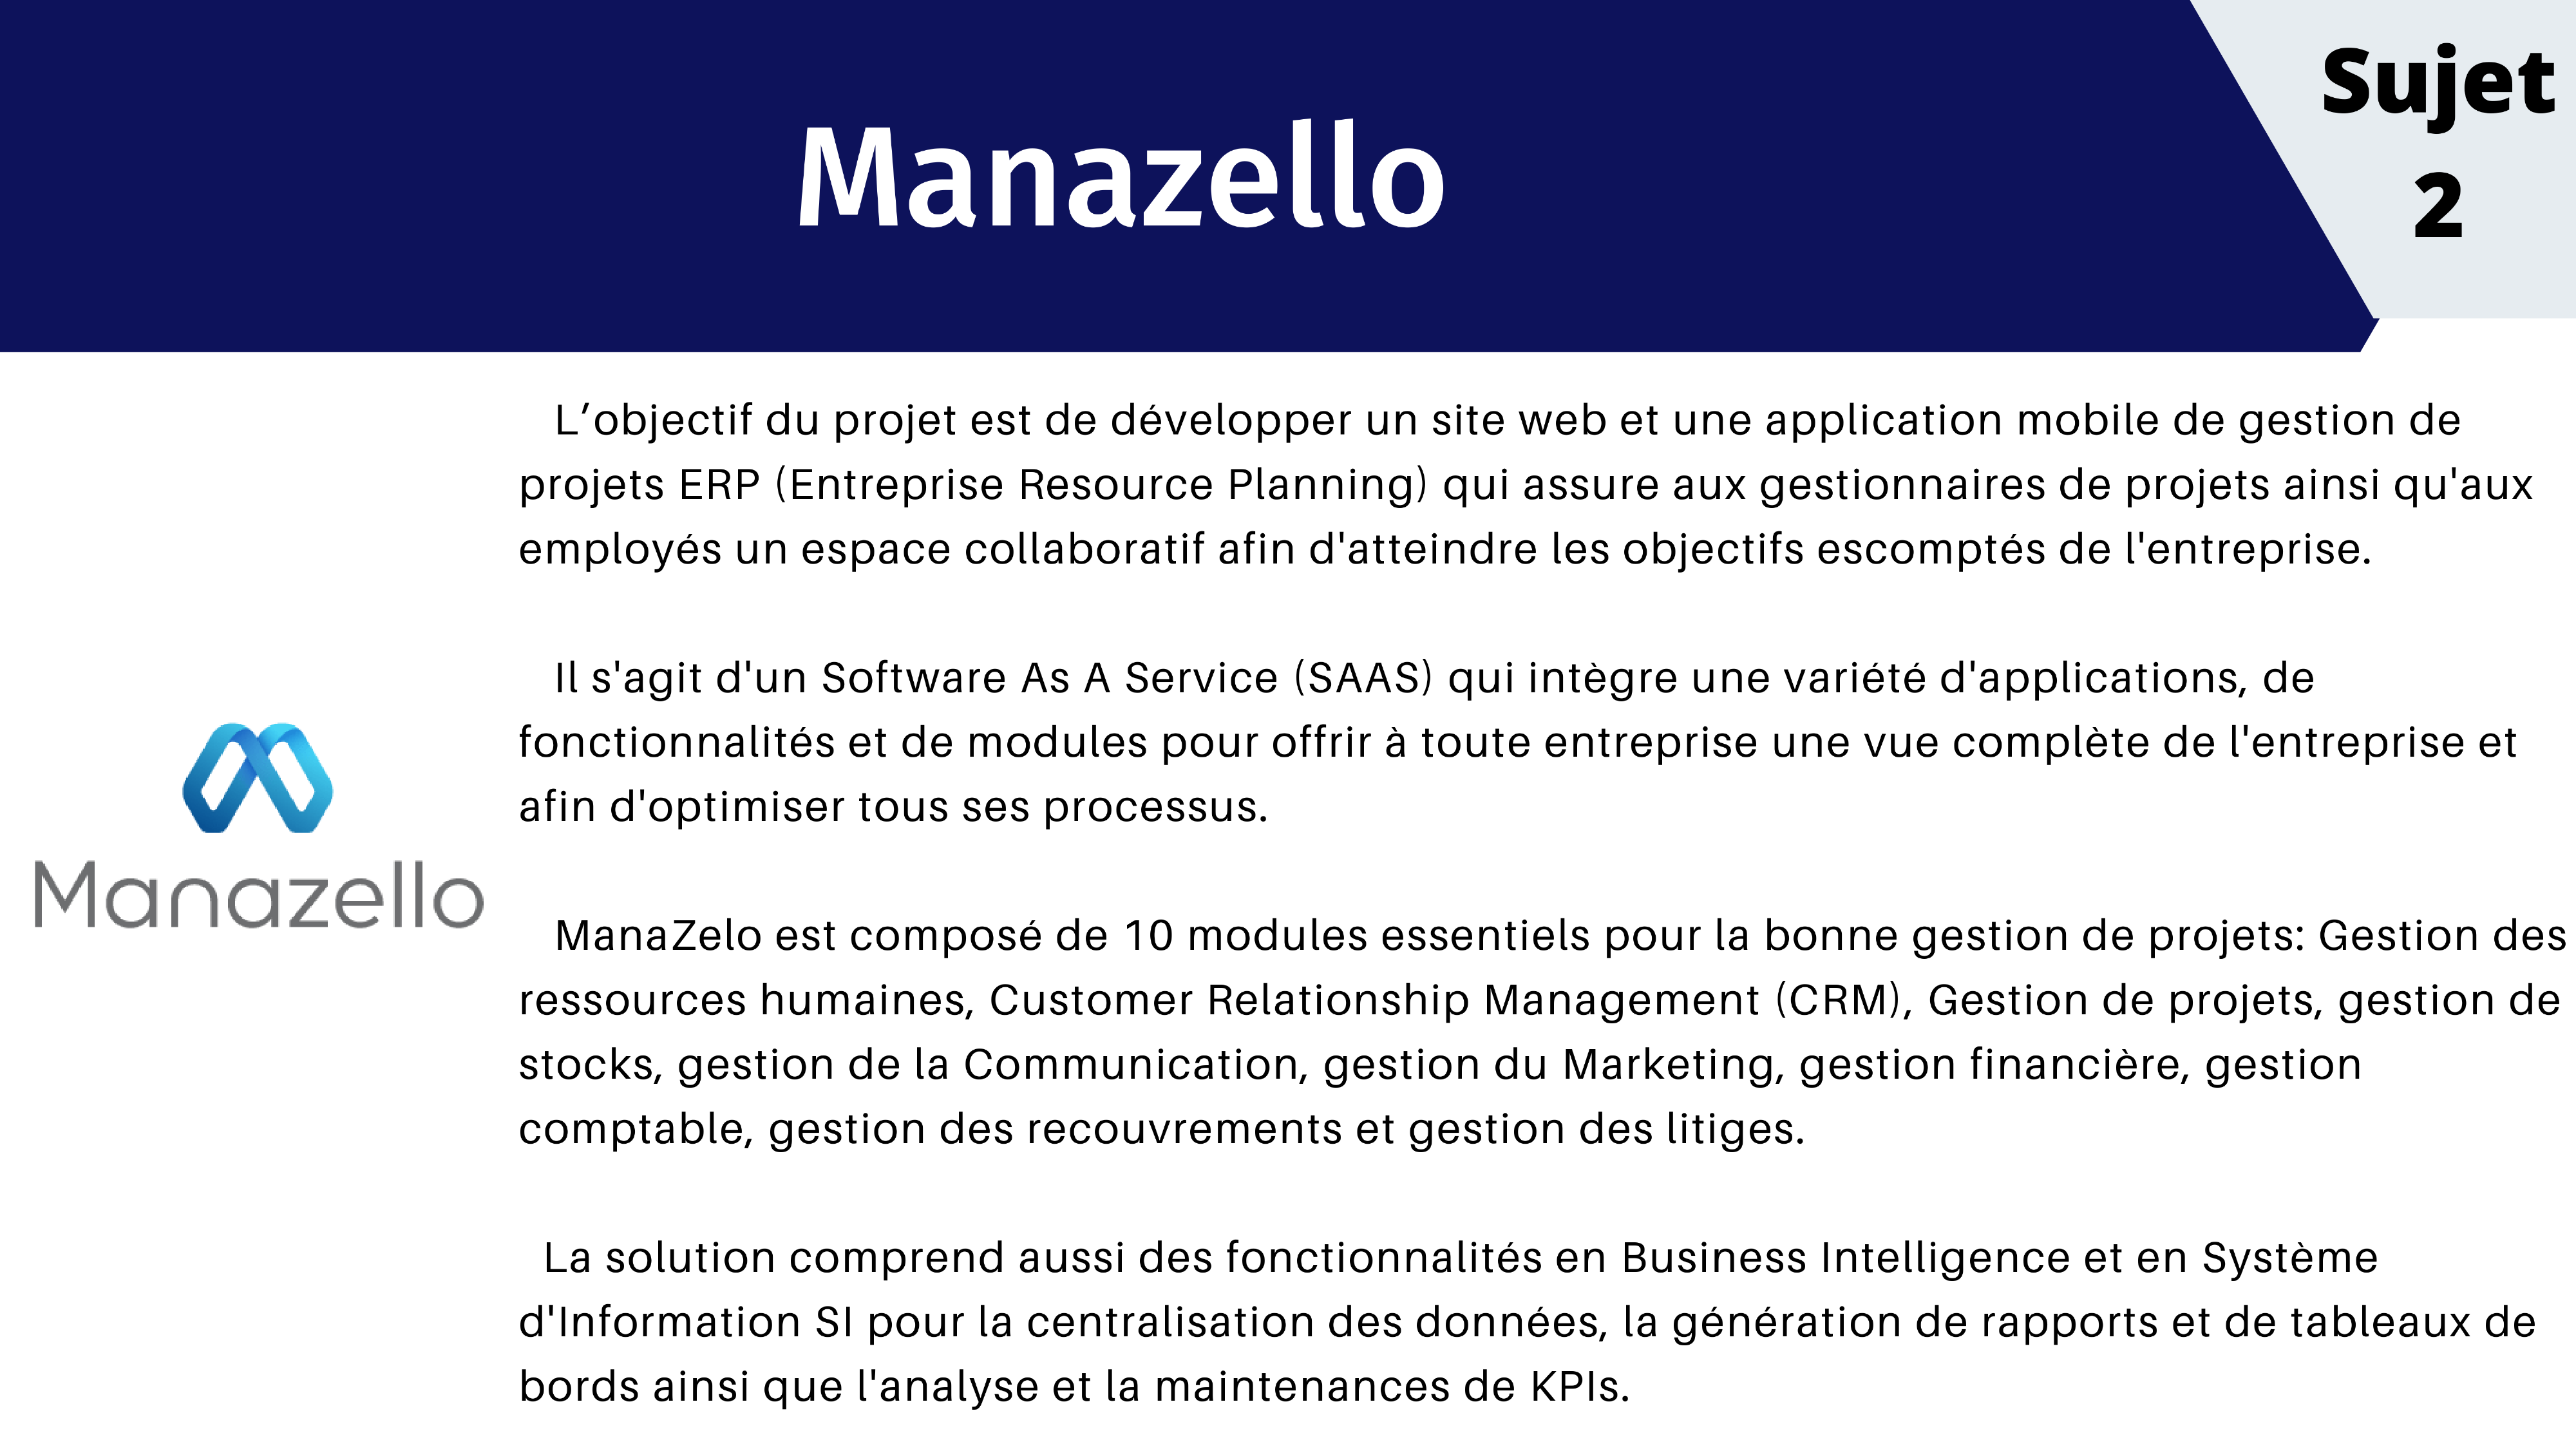 Manazello
Sujet
2
L’objectif du projet est de développer un site web et une application mobile de gestion de
projets ERP (Entreprise Resource Planning) qui assure aux gestionnaires de projets ainsi qu'aux
employés un espace collaboratif afin d'atteindre les objectifs escomptés de l'entreprise.
Il s'agit d'un Software As A Service (SAAS) qui intègre une variété d'applications, de
fonctionnalités et de modules pour offrir à toute entreprise une vue complète de l'entreprise et
afin d'optimiser tous ses processus.
Manazello
ManaZelo est composé de 10 modules essentiels pour la bonne gestion de projets: Gestion des
ressources humaines, Customer Relationship Management (CRM), Gestion de projets, gestion de
stocks, gestion de la Communication, gestion du Marketing, gestion financière, gestion
comptable, gestion des recouvrements et gestion des litiges.
La solution comprend aussi des fonctionnalités en Business Intelligence et en Système
d'Information SI pour la centralisation des données, la génération de rapports et de tableaux de
bords ainsi que l'analyse et la maintenances de KPIs.